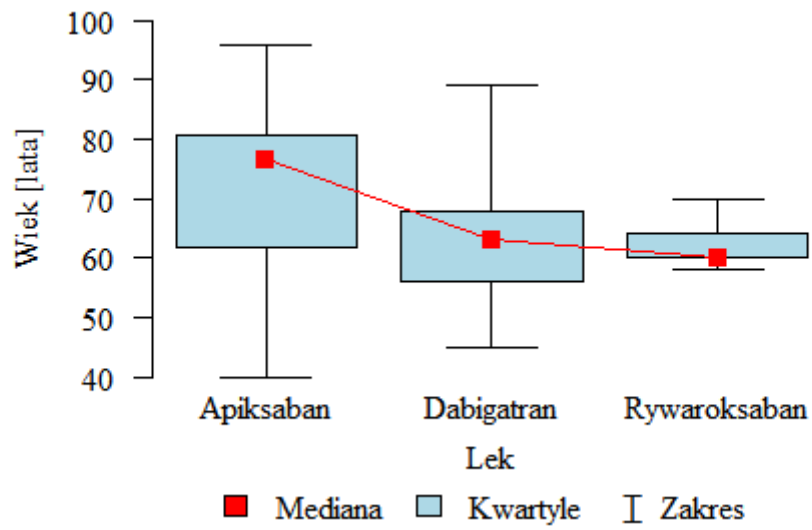 Wiek [lata]
100
90
80
70
60
50
40
Apiksaban Dabigatran Rywaroksaban
Lek
Mediana Kwartyle Zakres